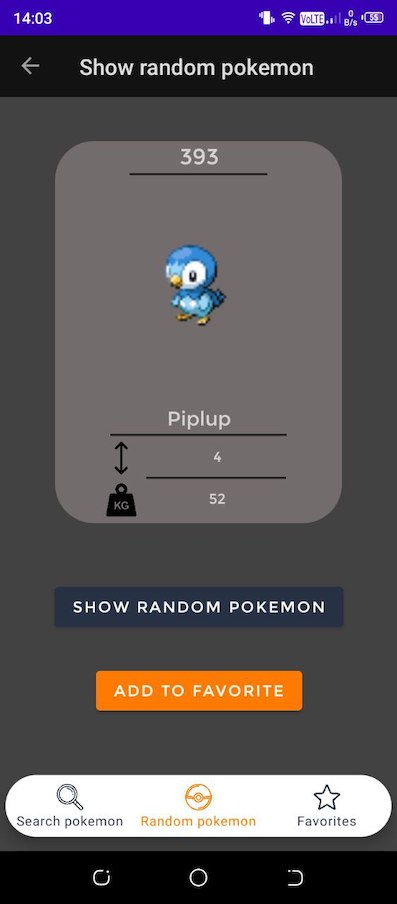 14:03
VoLTE
0
B/s
55
Show random pokemon
393
Piplup
4
KG
52
SHOW RANDOM POKEMON
ADD TO FAVORITE
Search pokemon
Random pokemon
Favorites